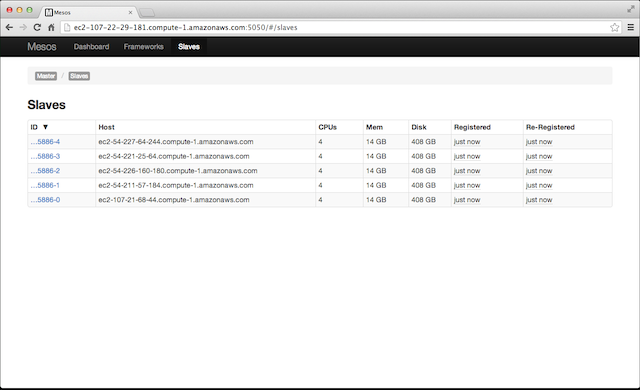 Mesos
ec2-107-22-29-181.compute-1.amazonaws.com:5050/#/slaves
Mesos Dashboard Frameworks Slaves
Master / Slaves
Slaves
ID ▼ Host CPUs Mem Disk Registered Re-Registered
…5886-4 ec2-54-227-64-244.compute-1.amazonaws.com 4 14 GB 408 GB just now just now
…5886-3 ec2-54-221-25-64.compute-1.amazonaws.com 4 14 GB 408 GB just now just now
…5886-2 ec2-54-226-160-180.compute-1.amazonaws.com 4 14 GB 408 GB just now just now
…5886-1 ec2-54-211-57-184.compute-1.amazonaws.com 4 14 GB 408 GB just now just now
…5886-0 ec2-107-21-68-44.compute-1.amazonaws.com 4 14 GB 408 GB just now just now